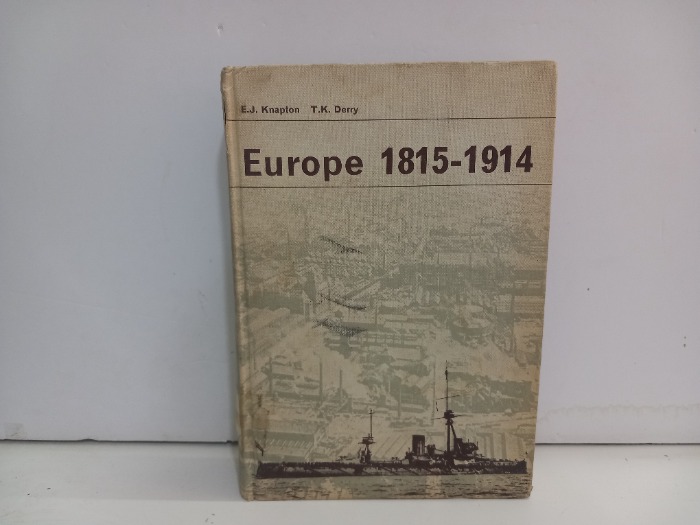 E.J. Knapton T.K. Derry
Europe 1815-1914